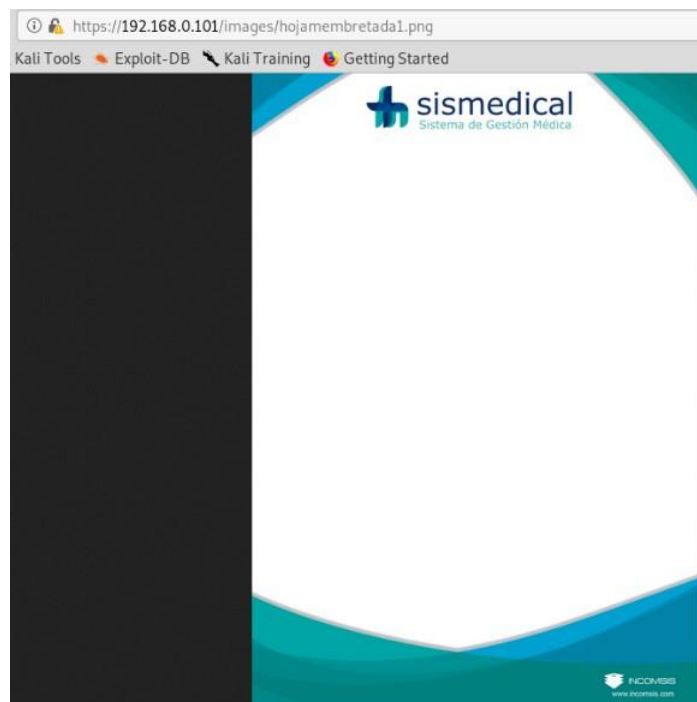 https://192.168.0.101/images/hojamembretada1.png
Kali Tools Exploit-DB Kali Training Getting Started
sismedical
Sistema de Gestión Médica
INCOMSIS
www.incomsis.com